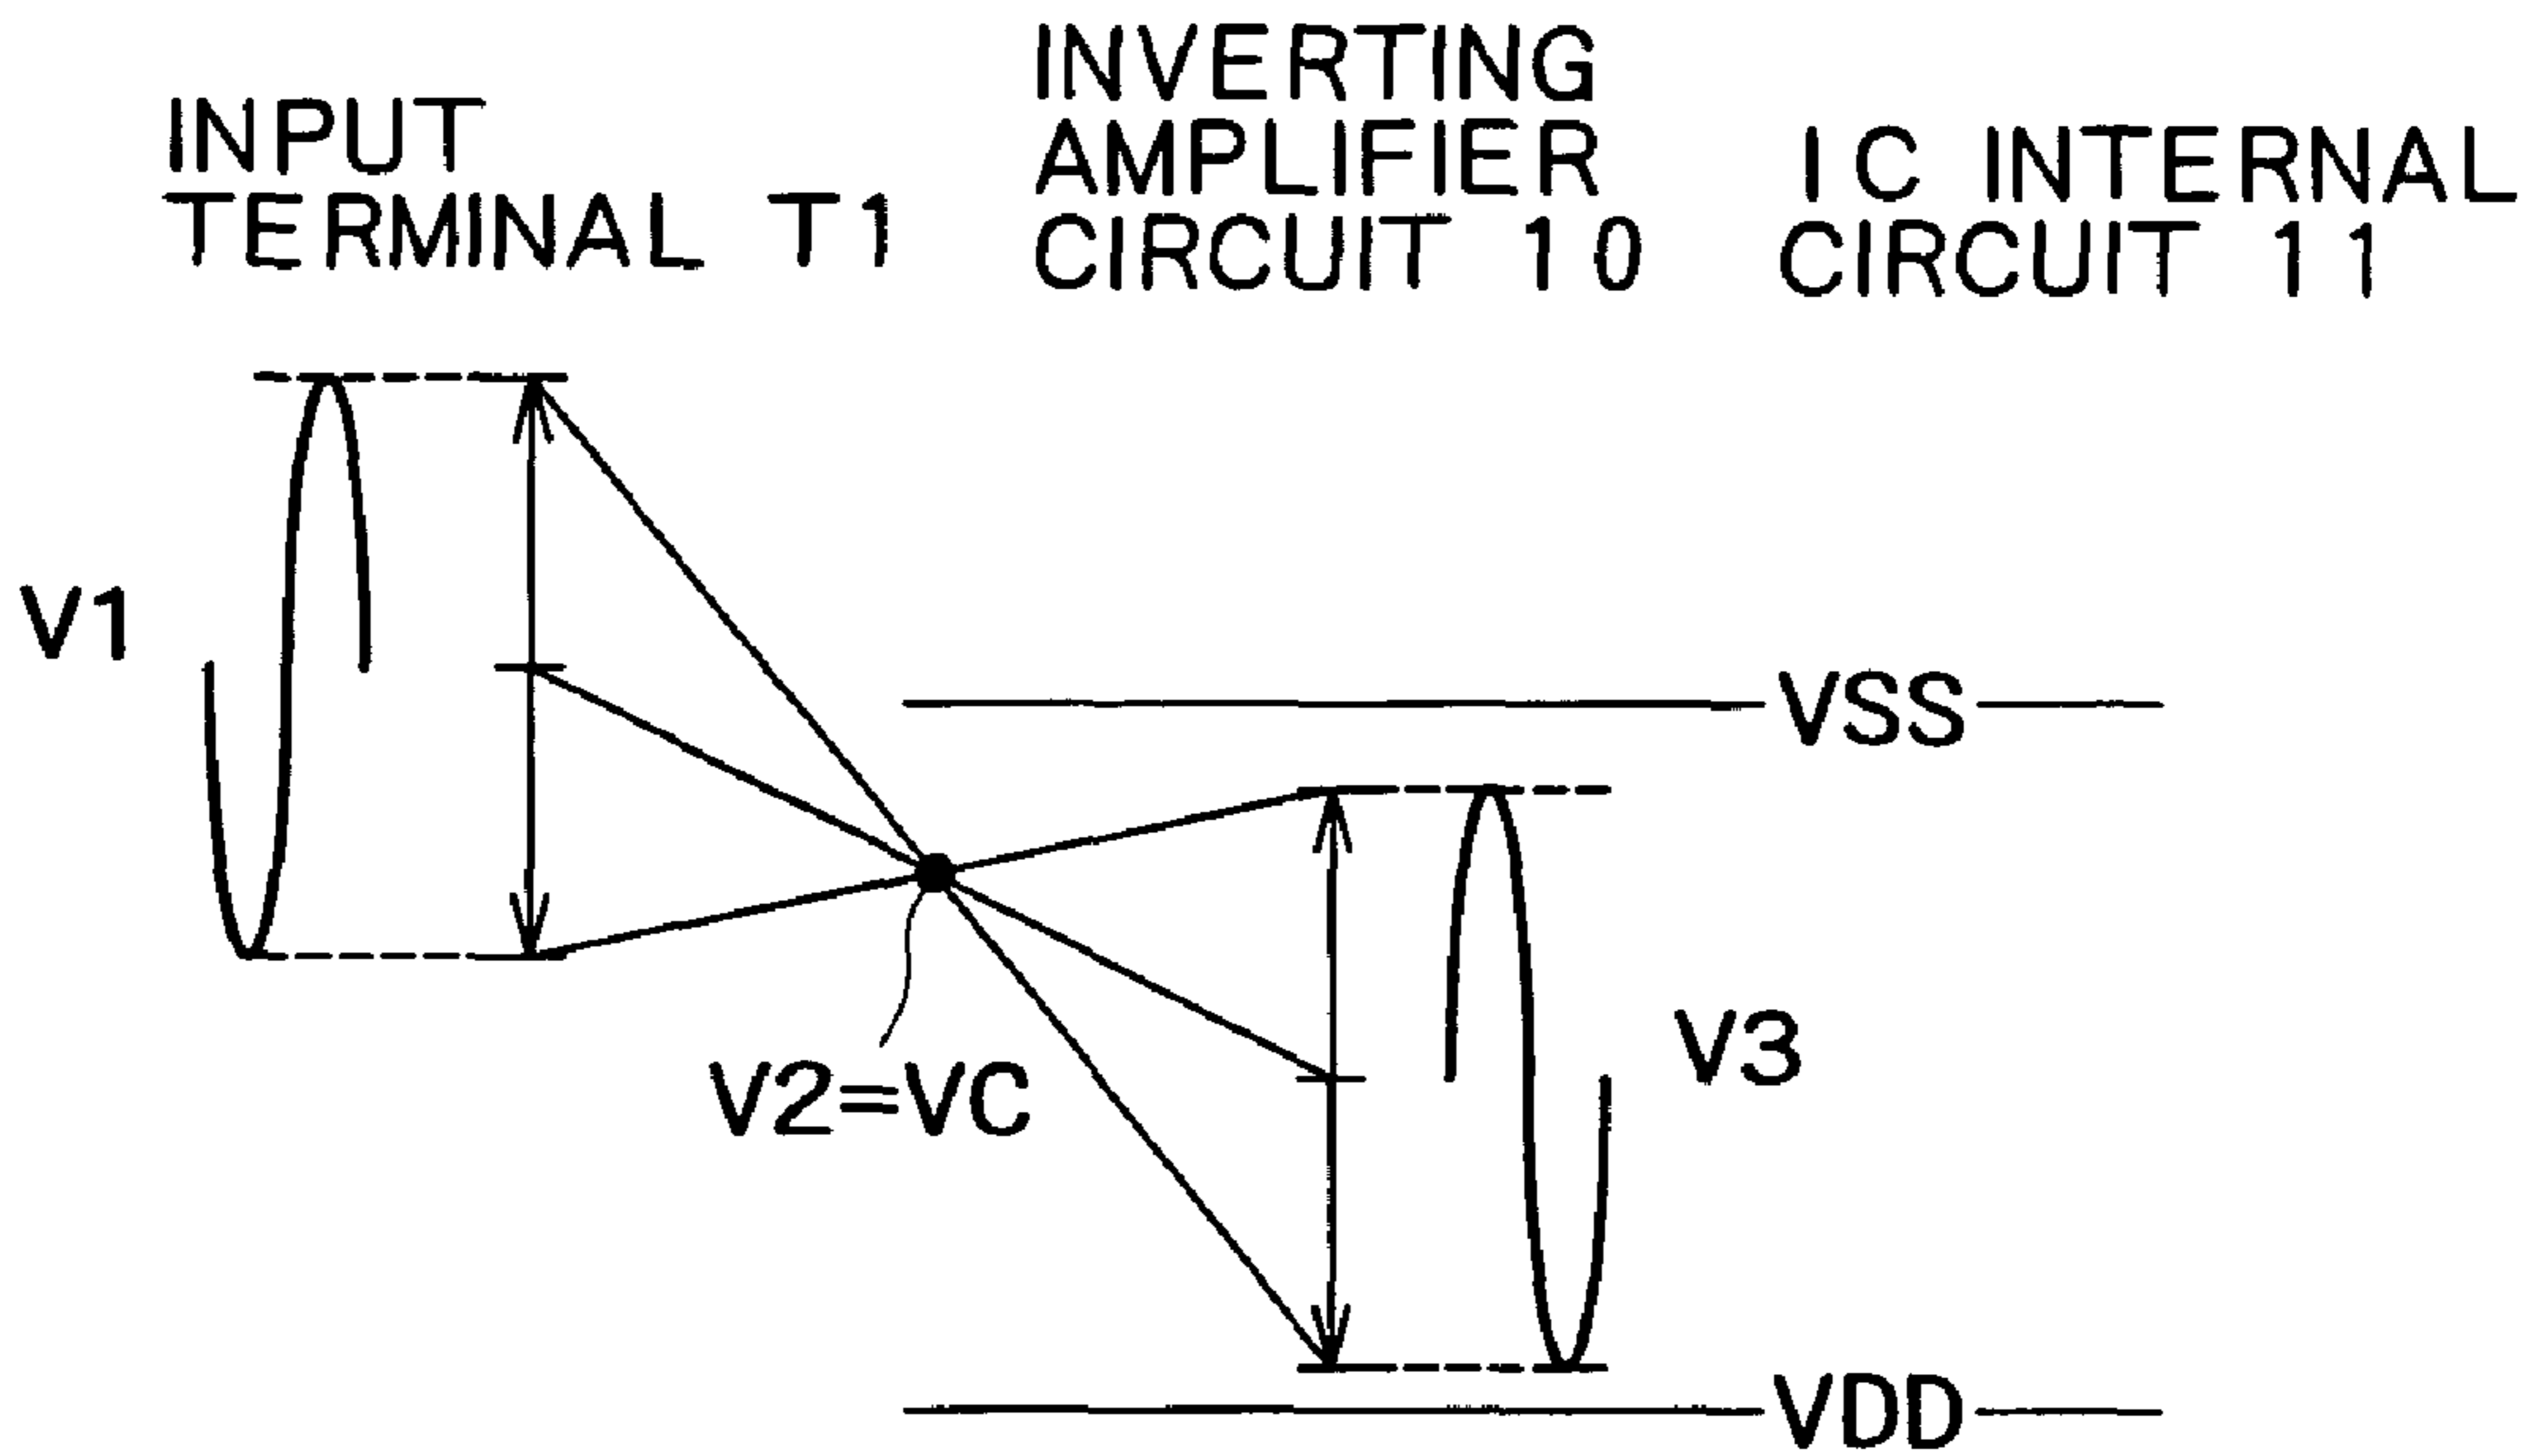 INPUT
TERMINAL T1
INVERTING
AMPLIFIER
CIRCUIT 10
IC INTERNAL
CIRCUIT 11
V1
VSS
V2=VC
V3
VDD